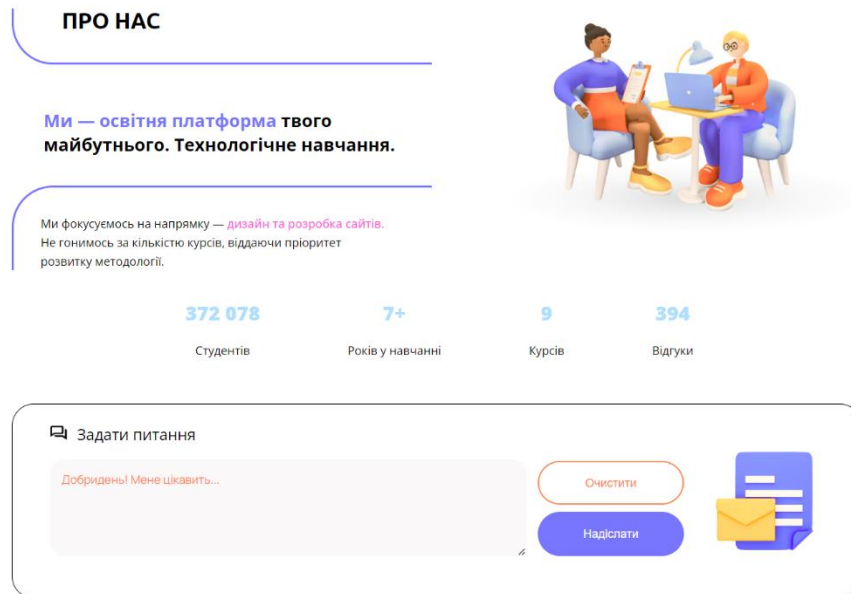 ПРО НАС
Ми — освітня платформа твого
майбутнього. Технологічне навчання.
Ми фокусуємось на напрямку — дизайн та розробка сайтів.
Не гонимось за кількістю курсів, віддаючи пріоритет
розвитку методології.
372 078
7+
9
394
Студентів
Років у навчанні
Курсів
Відгуки
Задати питання
Добридень! Мене цікавить...
Очистити
Надіслати